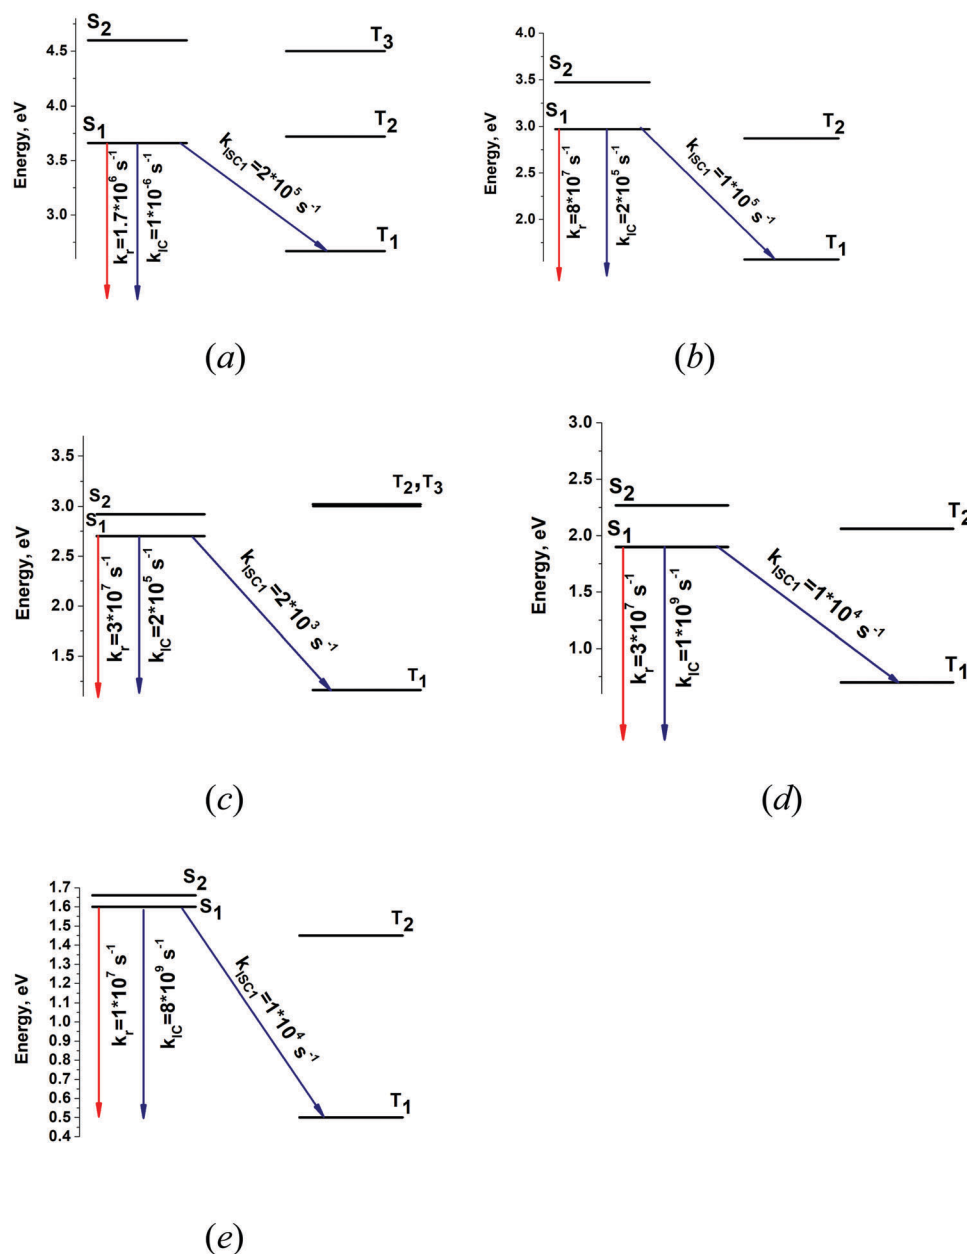 S2
T3
4.5
4.0
T2
S1
3.5
3.0
T1
Energy, eV
kr=1.7*10^6 s^-1
kIC=1*10^-6 s^-1
kISC1=2*10^5 s^-1
(a)
4.0
S2
3.5
S1
3.0
T2
2.5
2.0
T1
Energy, eV
kr=8*10^7 s^-1
kIC=2*10^5 s^-1
kISC1=1*10^5 s^-1
(b)
3.5
T2,T3
S2
3.0
S1
2.5
2.0
1.5
T1
Energy, eV
kr=3*10^7 s^-1
kIC=2*10^5 s^-1
kISC1=2*10^3 s^-1
(c)
3.0
2.5
S2
T2
S1
2.0
1.5
1.0
T1
Energy, eV
kr=3*10^7 s^-1
kIC=1*10^9 s^-1
kISC1=1*10^4 s^-1
(d)
S2
1.7
S1
1.6
T2
1.5
1.4
1.3
1.2
1.1
1.0
0.9
0.8
0.7
0.6
T1
0.5
0.4
Energy, eV
kr=1*10^7 s^-1
kIC=8*10^9 s^-1
kISC1=1*10^4 s^-1
(e)